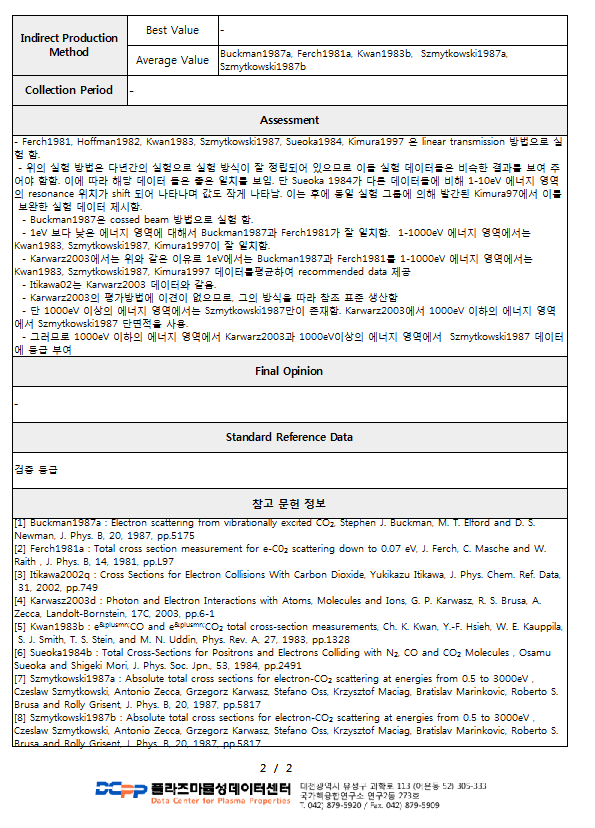 Indirect Production
Method
Best Value
-
Average Value
Buckman1987a, Ferch1981a, Kwan1983b, Szmytkowski1987a,
Szmytkowski1987b
Collection Period
-
Assessment
- Ferch1981, Hoffman1982, Kwan1983, Szmytkowski1987, Sueoka1984, Kimura1997 은 linear transmission 방법으로 실
험 함.
- 위의 실험 방법은 다년간의 실험으로 실험 방식이 잘 정립되어 있으므로 이들 실험 데이터들은 비슷한 결과를 보여 주
어야 함함. 이에 따라 해당 데이터 들은 좋은 일치를 보임. 단 Sueoka 1984가 다른 데이터들에 비해 1-10eV 에너지 영역
의 resonance 위치가 shift 되어 나타나며 값도 작게 나타남. 이는 후에 동일 실험 그룹에 의해 발간된 Kimura97에서 이를
보완한 실험 데이터 제시함.
- Buckman1987은 cossed beam 방법으로 실험 함.
- 1eV 보다 낮은 에너지 영역에 대해서 Buckman1987과 Ferch1981가 잘 일치함. 1-1000eV 에너지 영역에서는
Kwan1983, Szmytkowski1987, Kimura1997이 잘 일치함.
- Karwarz2003에서는 위와 같은 이유로 1eV에서는 Buckman1987과 Ferch1981를 1-1000eV 에너지 영역에서는
Kwan1983, Szmytkowski1987, Kimura1997 데이터를평균하여 recommended data 제공
- Itikawa02는 Karwarz2003 데이터와 같음.
- Karwarz2003의 평가방법에 이견이 없으므로, 그의 방식을 따라 참조 표준 생산함
- 단 1000eV 이상의 에너지 영역에서는 Szmytkowski1987만이 존재함. Karwarz2003에서 1000eV 이하의 에너지 영역
에서 Szmytkowski1987 단면적을 사용.
- 그러므로 1000eV 이하의 에너지 영역에서 Karwarz2003과 1000eV이상의 에너지 영역에서 Szmytkowski1987 데이터
에 등급 부여
Final Opinion
-
Standard Reference Data
검증 등급
참고 문헌 정보
[1] Buckman1987a : Electron scattering from vibrationally excited CO₂, Stephen J. Buckman, M. T. Elford and D. S.
Newman, J. Phys. B, 20, 1987, pp.5175
[2] Ferch1981a : Total cross section measurement for e-CO₂ scattering down to 0.07 eV, J. Ferch, C. Masche and W.
Raith , J. Phys. B, 14, 1981, pp.L97
[3] Itikawa2002q : Cross Sections for Electron Collisions With Carbon Dioxide, Yukikazu Itikawa, J. Phys. Chem. Ref. Data,
31, 2002, pp.749
[4] Karwasz2003d : Photon and Electron Interactions with Atoms, Molecules and Ions, G. P. Karwasz, R. S. Brusa, A.
Zecca, Landolt-Bornstein, 17C, 2003, pp.6-1
[5] Kwan1983b : e&plusmn;CO and e&plusmn;CO₂ total cross-section measurements, Ch. K. Kwan, Y.-F. Hsieh, W. E. Kauppila,
S. J. Smith, T. S. Stein, and M. N. Uddin, Phys. Rev. A, 27, 1983, pp.1328
[6] Sueoka1984b : Total Cross-Sections for Positrons and Electrons Colliding with N₂, CO and CO₂ Molecules , Osamu
Sueoka and Shigeki Mori, J. Phys. Soc. Jpn., 53, 1984, pp.2491
[7] Szmytkowski1987a : Absolute total cross sections for electron-CO₂ scattering at energies from 0.5 to 3000eV ,
Czeslaw Szmytkowski, Antonio Zecca, Grzegorz Karwasz, Stefano Oss, Krzysztof Maciag, Bratislav Marinkovic, Roberto S.
Brusa and Rolly Grisent, J. Phys. B, 20, 1987, pp.5817
[8] Szmytkowski1987b : Absolute total cross sections for electron-CO₂ scattering at energies from 0.5 to 3000eV ,
Czeslaw Szmytkowski, Antonio Zecca, Grzegorz Karwasz, Stefano Oss, Krzysztof Maciag, Bratislav Marinkovic, Roberto S.
Brusa and Rolly Grisent, J. Phys. B, 20, 1987, pp.5817
2 / 2
DCPP 플라즈마물성데이터센터
Data Center for Plasma Properties
대전광역시 유성구 과학로 113 (어은동 52) 305-333
국가핵융합연구소 연구2동 273호
T. 042) 879-5920 / Fax. 042) 879-5909